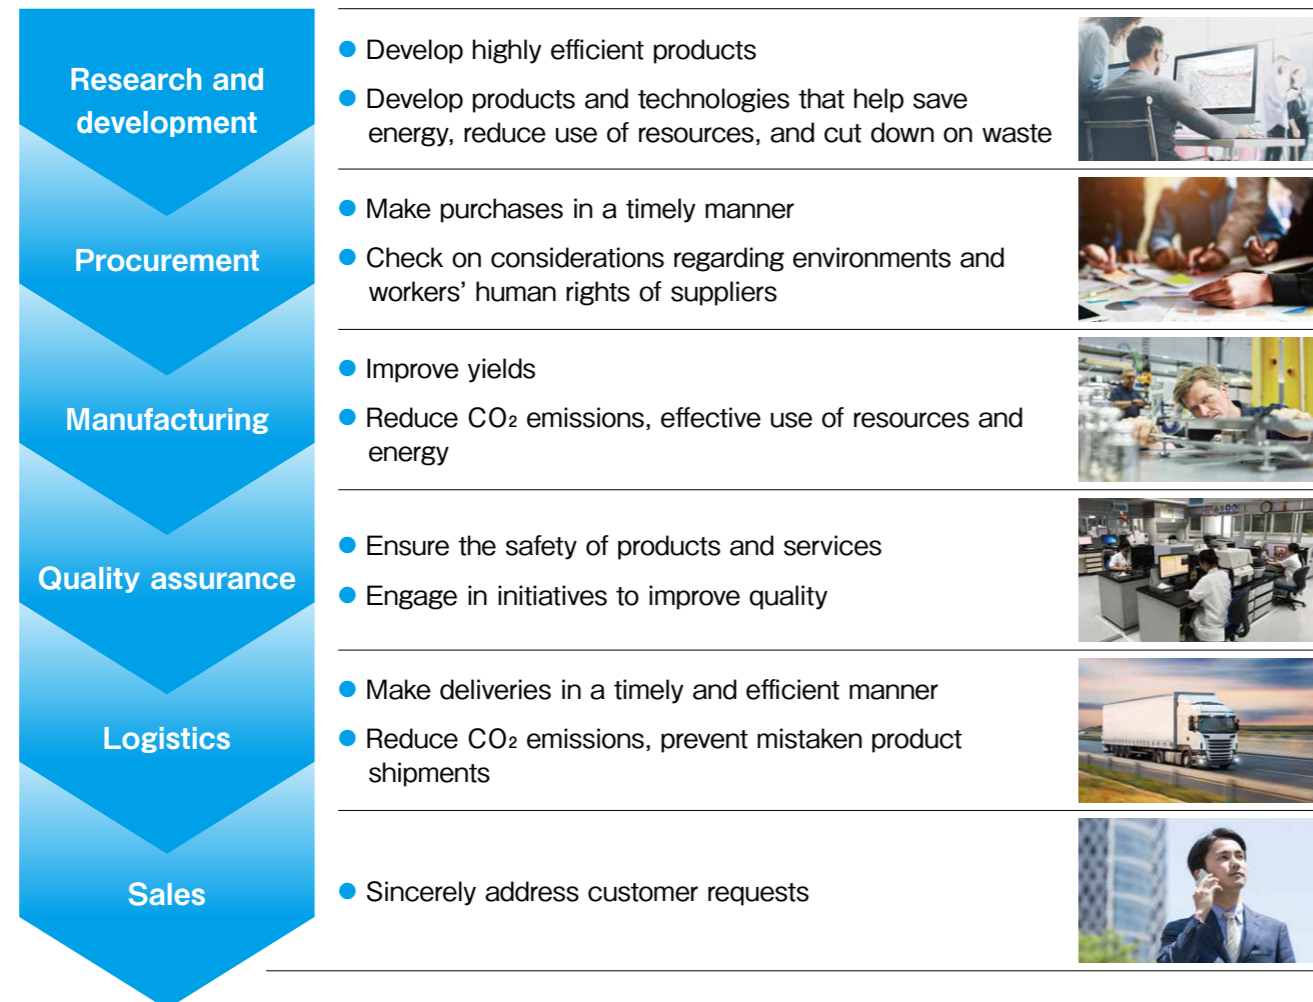 Research and
development
● Develop highly efficient products
● Develop products and technologies that help save
energy, reduce use of resources, and cut down on waste
Procurement
● Make purchases in a timely manner
● Check on considerations regarding environments and
workers’ human rights of suppliers
Manufacturing
● Improve yields
● Reduce CO₂ emissions, effective use of resources and
energy
Quality assurance
● Ensure the safety of products and services
● Engage in initiatives to improve quality
Logistics
● Make deliveries in a timely and efficient manner
● Reduce CO₂ emissions, prevent mistaken product
shipments
Sales
● Sincerely address customer requests